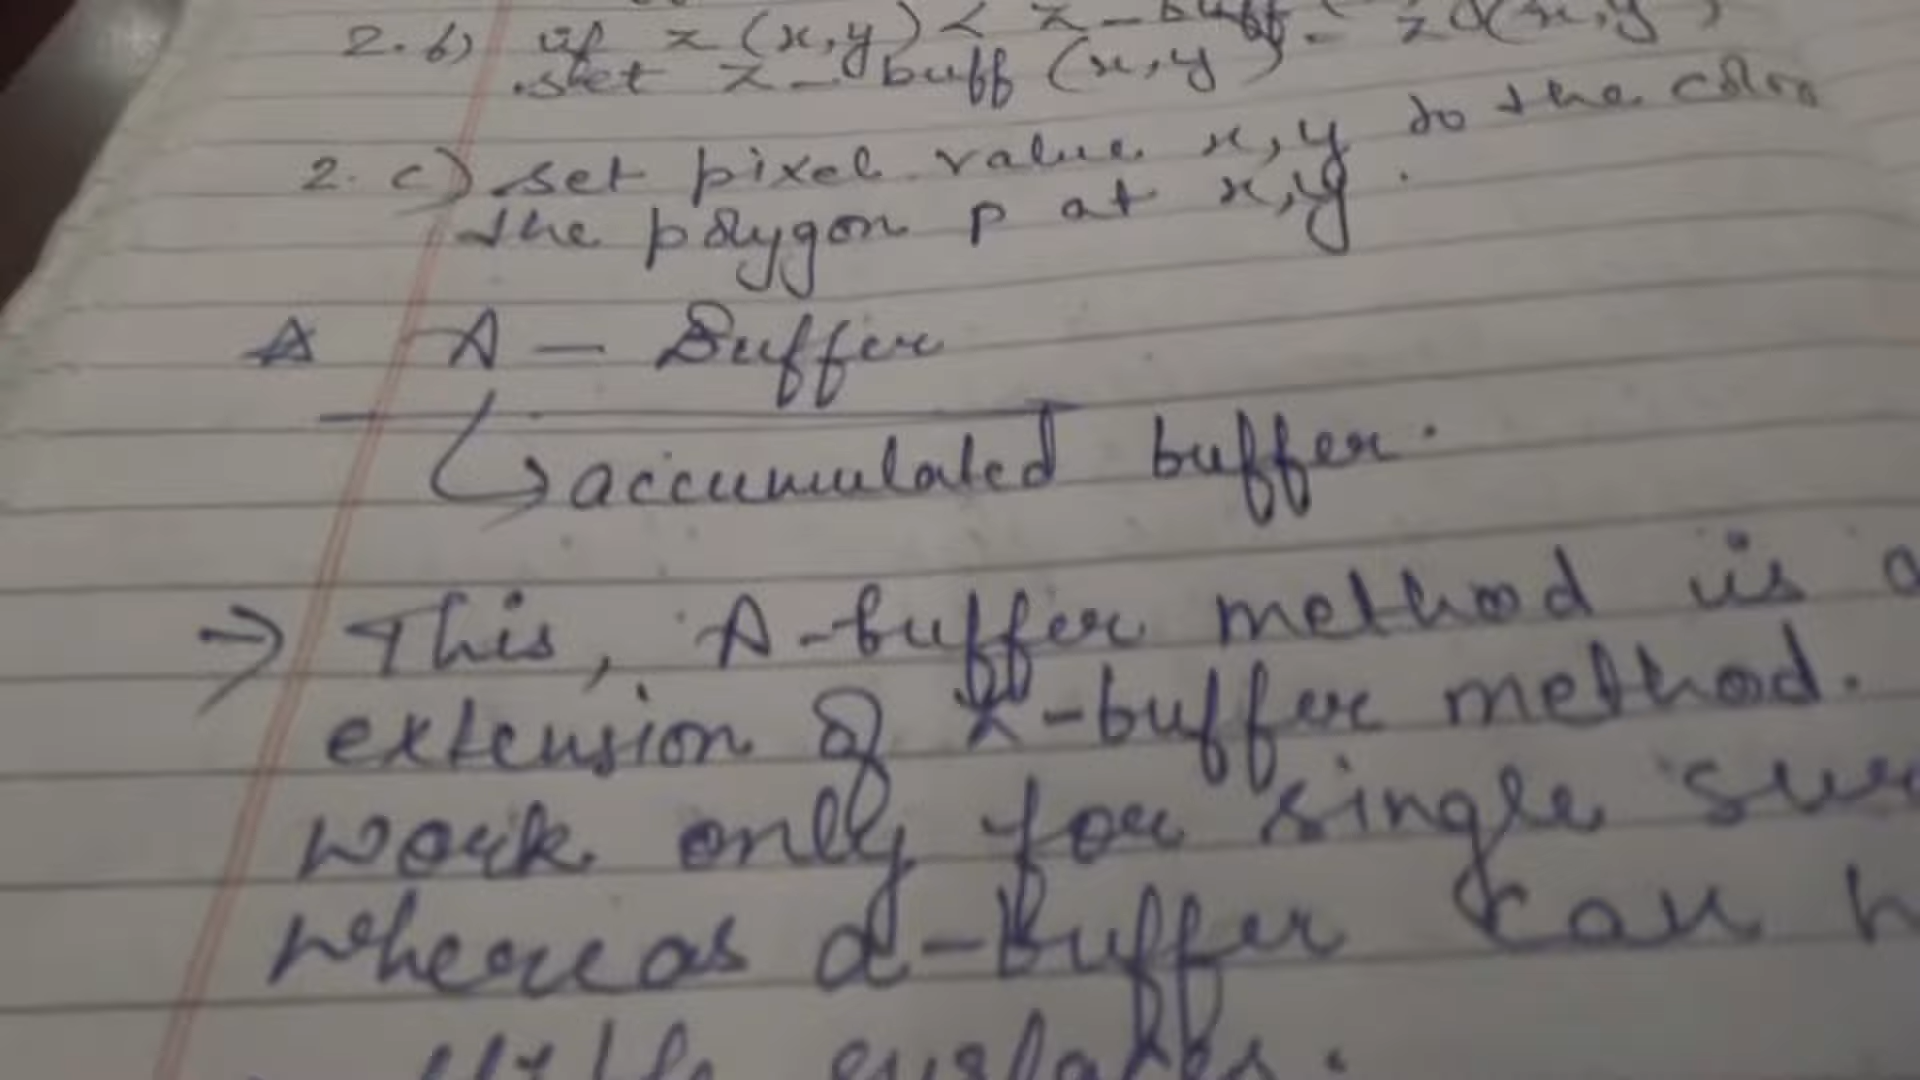 2. b) if z(x,y) < z-buff
set z-buff (x,y) = z(x,y)
2. c) set pixel value x,y to the color
the polygon p at x,y.
A - Buffer
↳ accumulated buffer.
→ This, A-buffer method is a
extension of z-buffer method.
work only for single
whereas a-buffer can